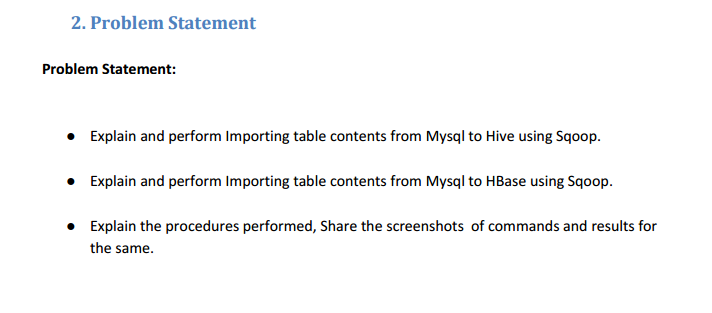 2. Problem Statement
Problem Statement:
● Explain and perform Importing table contents from Mysql to Hive using Sqoop.
● Explain and perform Importing table contents from Mysql to HBase using Sqoop.
● Explain the procedures performed, Share the screenshots of commands and results for
the same.